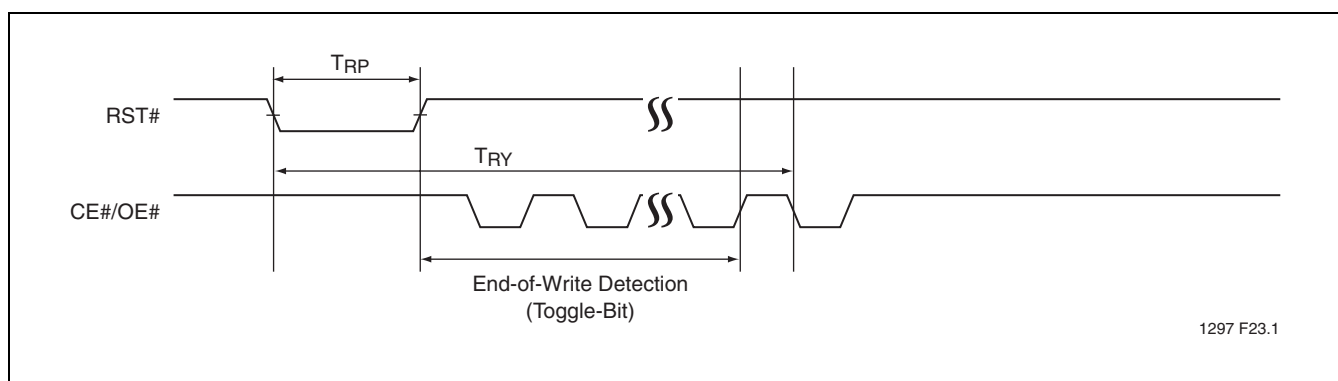 TRP
RST#
TRY
CE#/OE#
End-of-Write Detection
(Toggle-Bit)
1297 F23.1